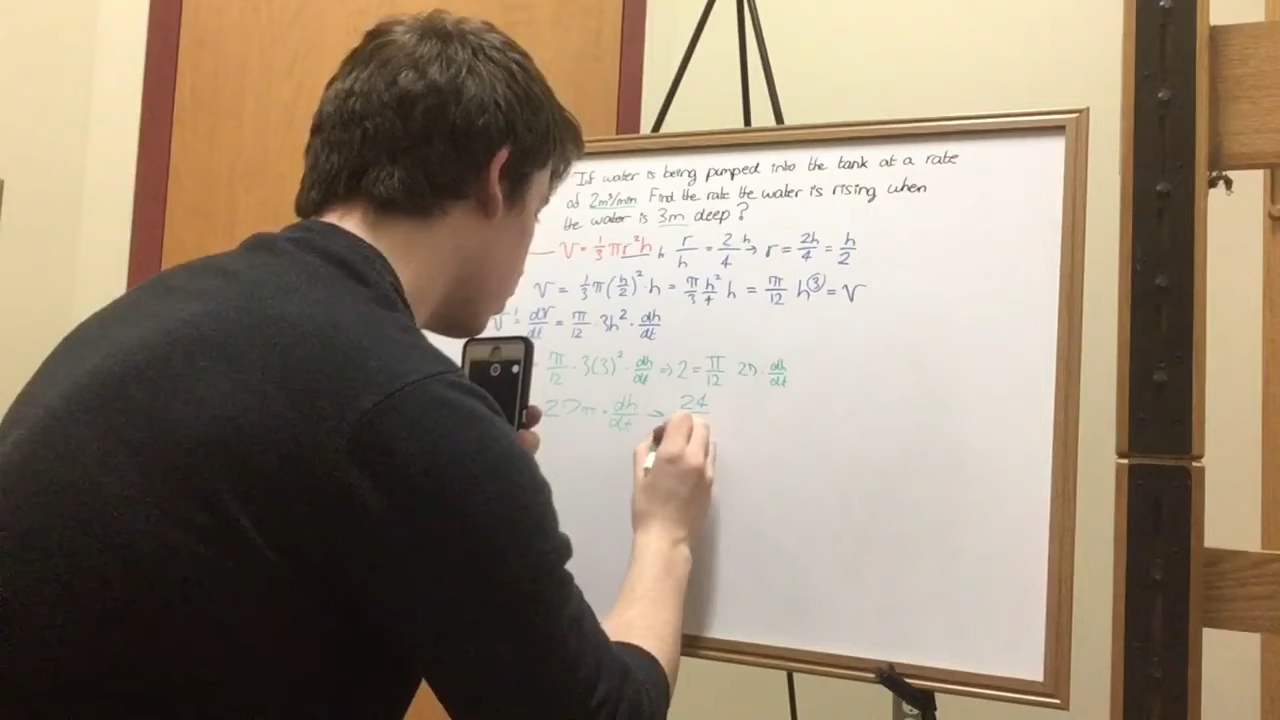 If water is being pumped into the tank at a rate
of 2m³/min Find the rate the water is rising when
the water is 3m deep?
V = 1/3 πr²h, r/h = 2/4 h → r = 2h/4 = h/2
V = 1/3 π(h/2)² · h = π/3 h²/4 h = π/12 h³ = V
V' = dV/dt = π/12 · 3h² · dh/dt
π/12 · 3(3)² · dh/dt ⇒ 2 = π/12 27 · dh/dt
27π · dh/dt → 24